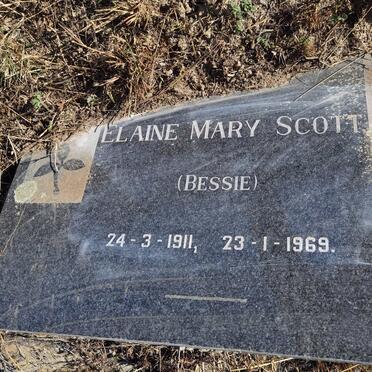 ELAINE MARY SCOTT
(BESSIE)
24-3-1911, 23-1-1969.